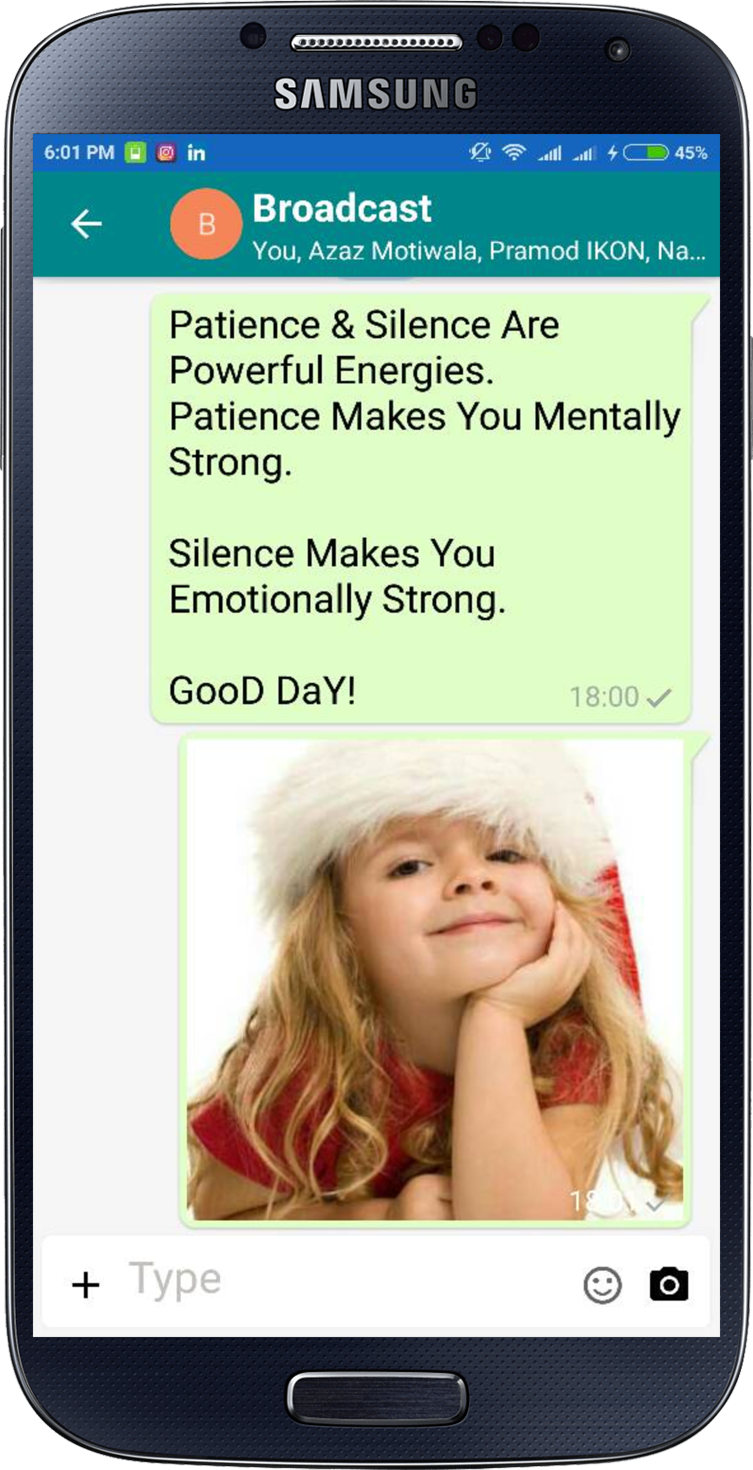 SAMSUNG
6:01 PM in 45%
B
Broadcast
You, Azaz Motiwala, Pramod IKON, Na...
Patience & Silence Are
Powerful Energies.
Patience Makes You Mentally
Strong.
Silence Makes You
Emotionally Strong.
GooD DaY!
18:00
+ Type